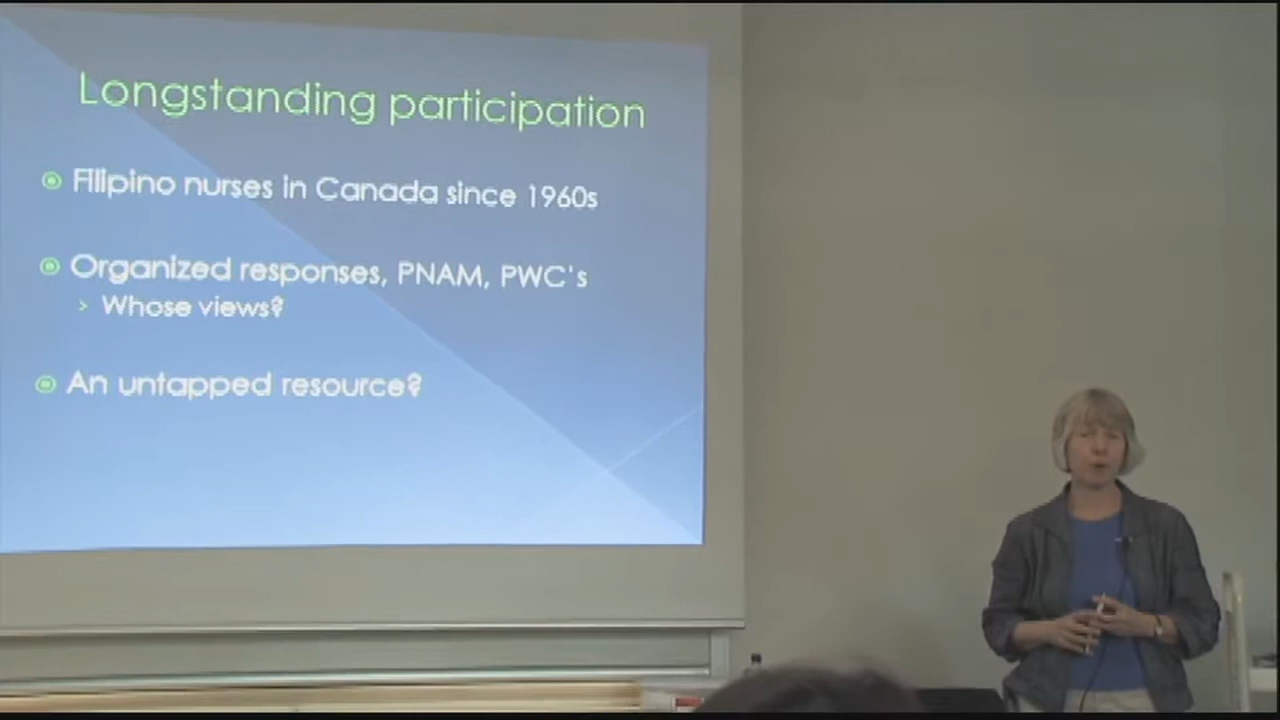 Longstanding participation
Filipino nurses in Canada since 1960s
Organized responses, PNAM, PWC's
Whose views?
An untapped resource?